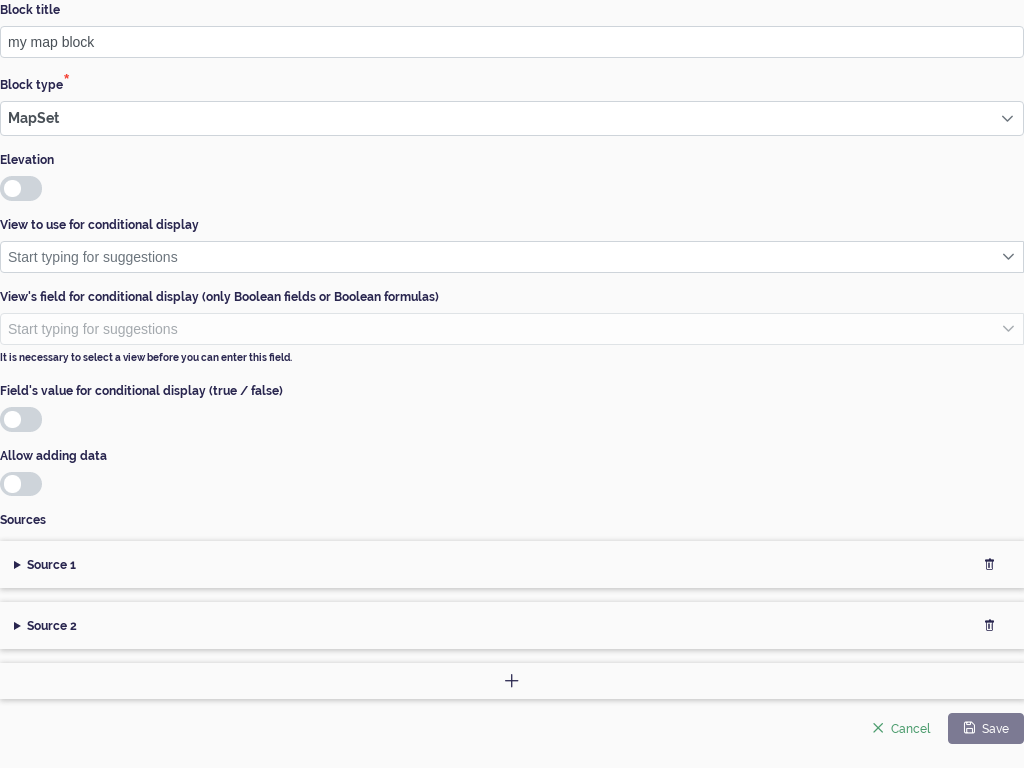 Block title
my map block
Block type*
MapSet
Elevation
View to use for conditional display
Start typing for suggestions
View's field for conditional display (only Boolean fields or Boolean formulas)
Start typing for suggestions
It is necessary to select a view before you can enter this field.
Field's value for conditional display (true / false)
Allow adding data
Sources
Source 1
Source 2
Cancel Save